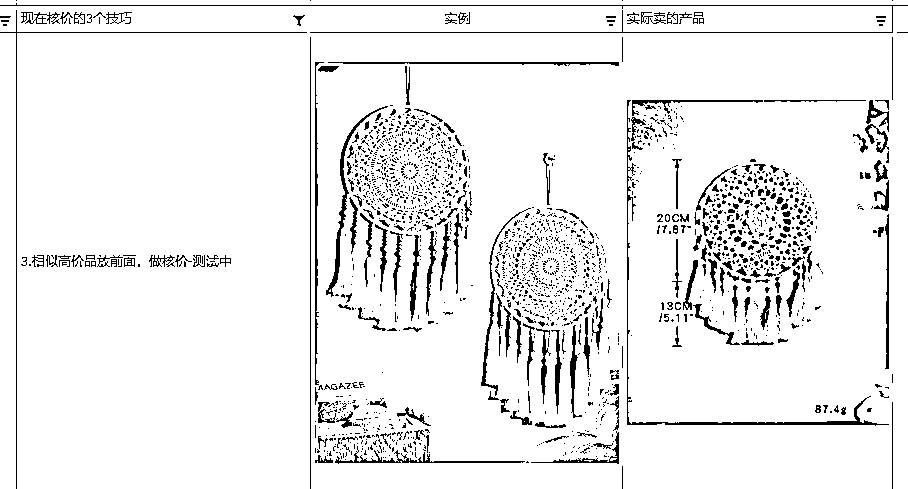 现在核价的3个技巧
实例
实际卖的产品
3.相似高价品放前面，做核价-测试中
20CM
/7.87"
13CM
/5.11"
87.4g